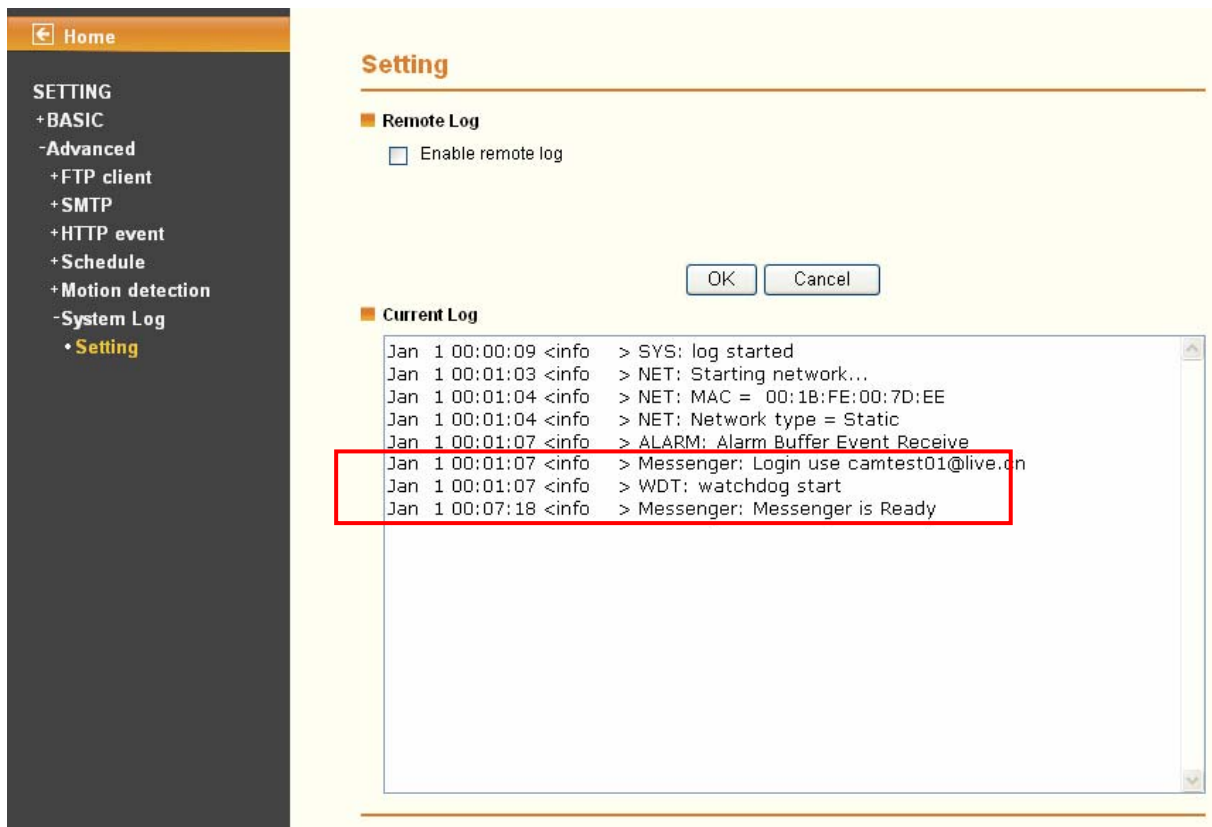 Home
SETTING
+BASIC
-Advanced
+FTP client
+SMTP
+HTTP event
+Schedule
+Motion detection
-System Log
• Setting
Setting
Remote Log
Enable remote log
OK Cancel
Current Log
Jan 1 00:00:09 <info > SYS: log started
Jan 1 00:01:03 <info > NET: Starting network...
Jan 1 00:01:04 <info > NET: MAC = 00:1B:FE:00:7D:EE
Jan 1 00:01:04 <info > NET: Network type = Static
Jan 1 00:01:07 <info > ALARM: Alarm Buffer Event Receive
Jan 1 00:01:07 <info > Messenger: Login use camtest01@live.cn
Jan 1 00:01:07 <info > WDT: watchdog start
Jan 1 00:07:18 <info > Messenger: Messenger is Ready